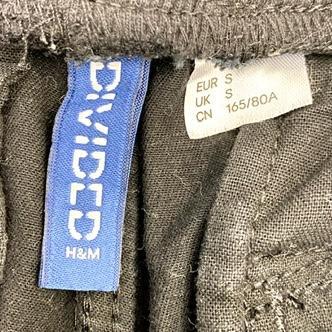 DIVIDED
H&M
EUR S
UK S
CN 165/80A